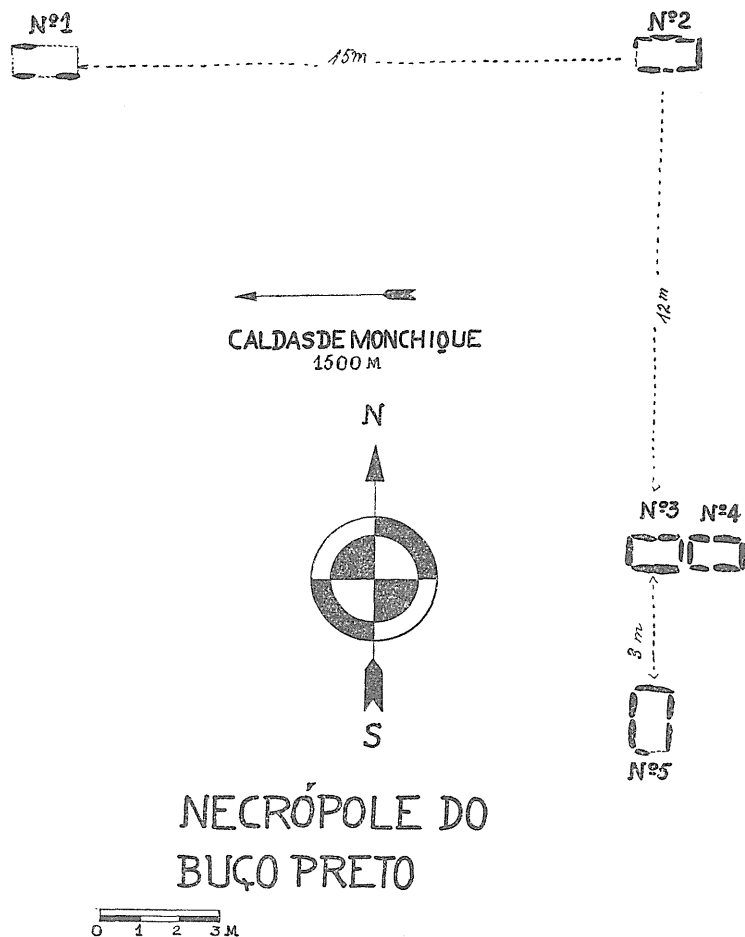 Nº1
Nº2
15m
12m
CALDAS DE MONCHIQUE
1500 M
N
Nº3 Nº4
3 m
S
Nº5
NECRÓPOLE DO
BUÇO PRETO
0 1 2 3 M